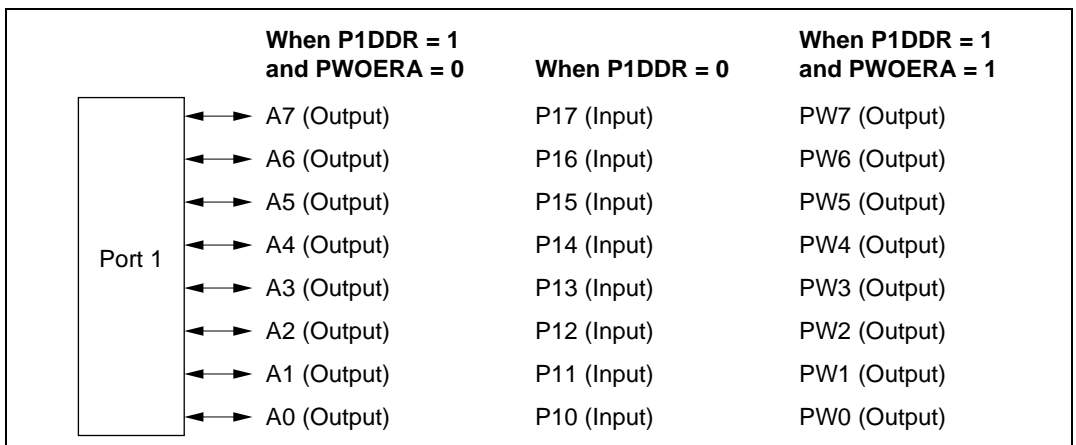 When P1DDR = 1 and PWOERA = 0 When P1DDR = 0 When P1DDR = 1 and PWOERA = 1
Port 1
A7 (Output) P17 (Input) PW7 (Output)
A6 (Output) P16 (Input) PW6 (Output)
A5 (Output) P15 (Input) PW5 (Output)
A4 (Output) P14 (Input) PW4 (Output)
A3 (Output) P13 (Input) PW3 (Output)
A2 (Output) P12 (Input) PW2 (Output)
A1 (Output) P11 (Input) PW1 (Output)
A0 (Output) P10 (Input) PW0 (Output)